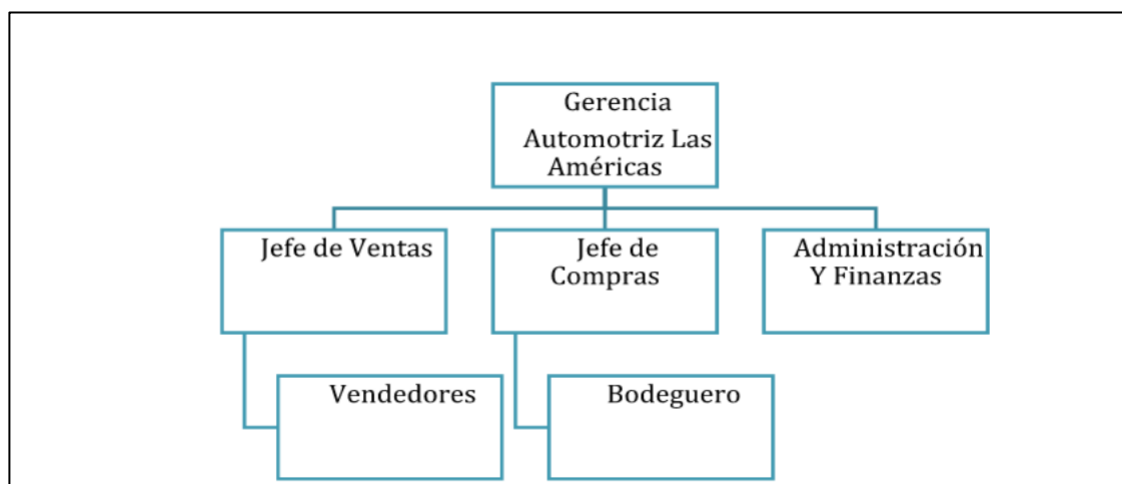 Gerencia
Automotriz Las
Américas
Jefe de Ventas
Jefe de
Compras
Administración
Y Finanzas
Vendedores
Bodeguero